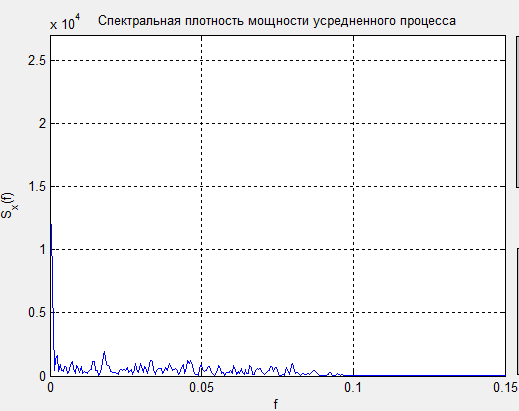 Спектральная плотность мощности усредненного процесса
x 10^4
2.5
2
1.5
1
0.5
0
S_x(f)
0 0.05 0.1 0.15
f